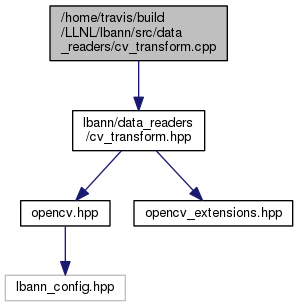 /home/travis/build
/LLNL/lbann/src/data
_readers/cv_transform.cpp
lbann/data_readers
/cv_transform.hpp
opencv.hpp
opencv_extensions.hpp
lbann_config.hpp